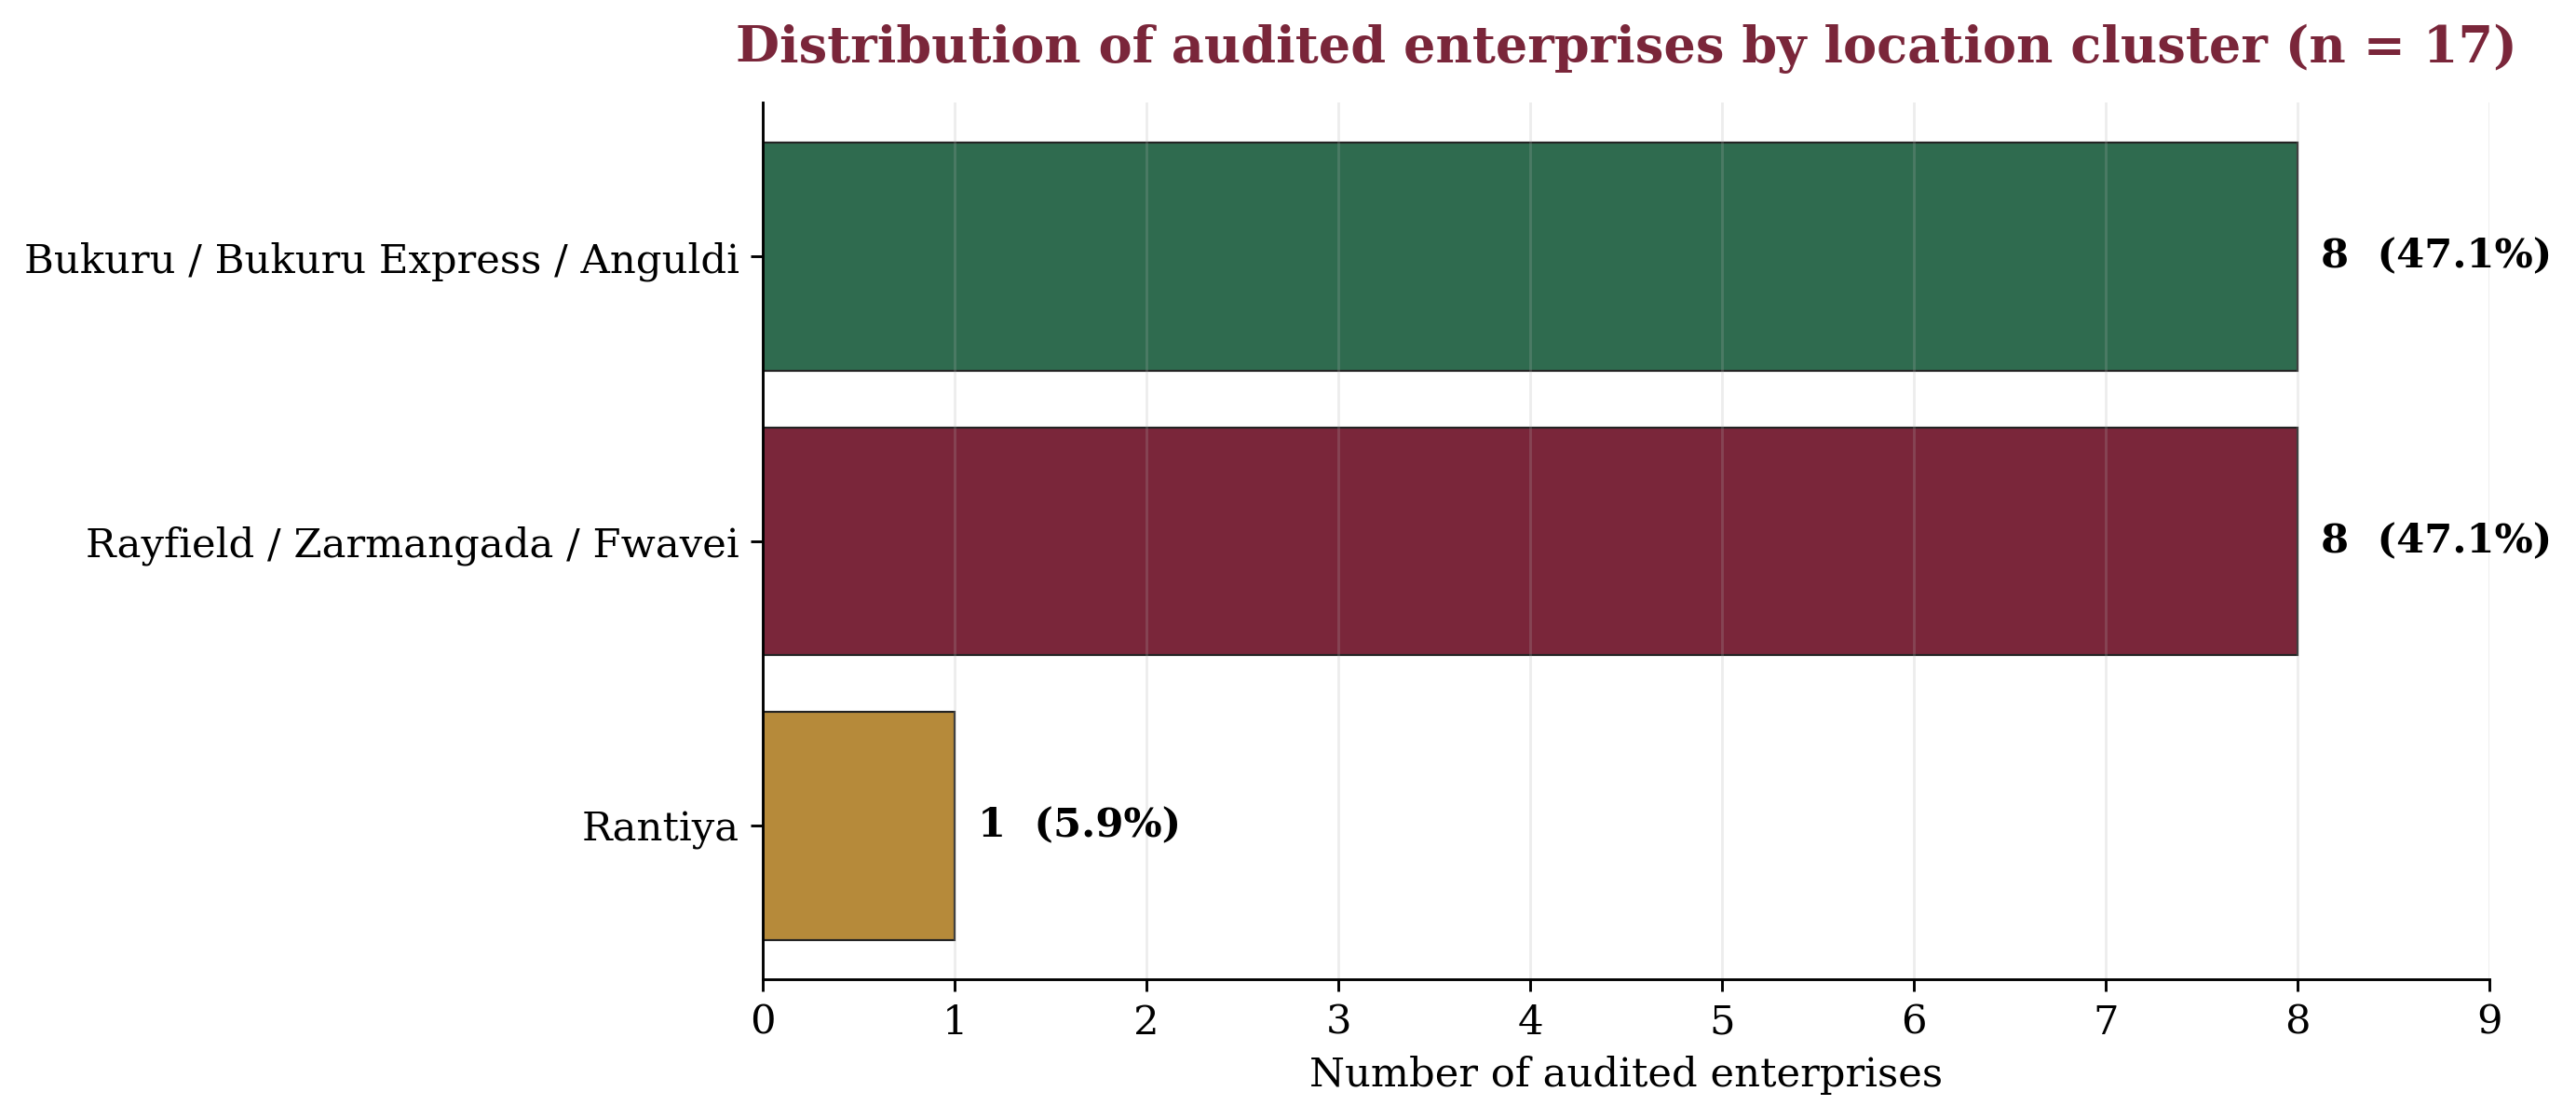 Distribution of audited enterprises by location cluster (n = 17)
Bukuru / Bukuru Express / Anguldi
8 (47.1%)
Rayfield / Zarmangada / Fwavei
8 (47.1%)
Rantiya
1 (5.9%)
0 1 2 3 4 5 6 7 8 9
Number of audited enterprises